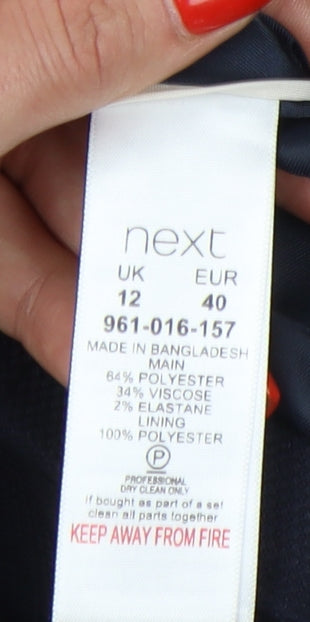 next
UK EUR
12 40
961-016-157
MADE IN BANGLADESH
MAIN
64% POLYESTER
34% VISCOSE
2% ELASTANE
LINING
100% POLYESTER
P
PROFESSIONAL
DRY CLEAN ONLY
If bought as part of a set
clean all parts together
KEEP AWAY FROM FIRE